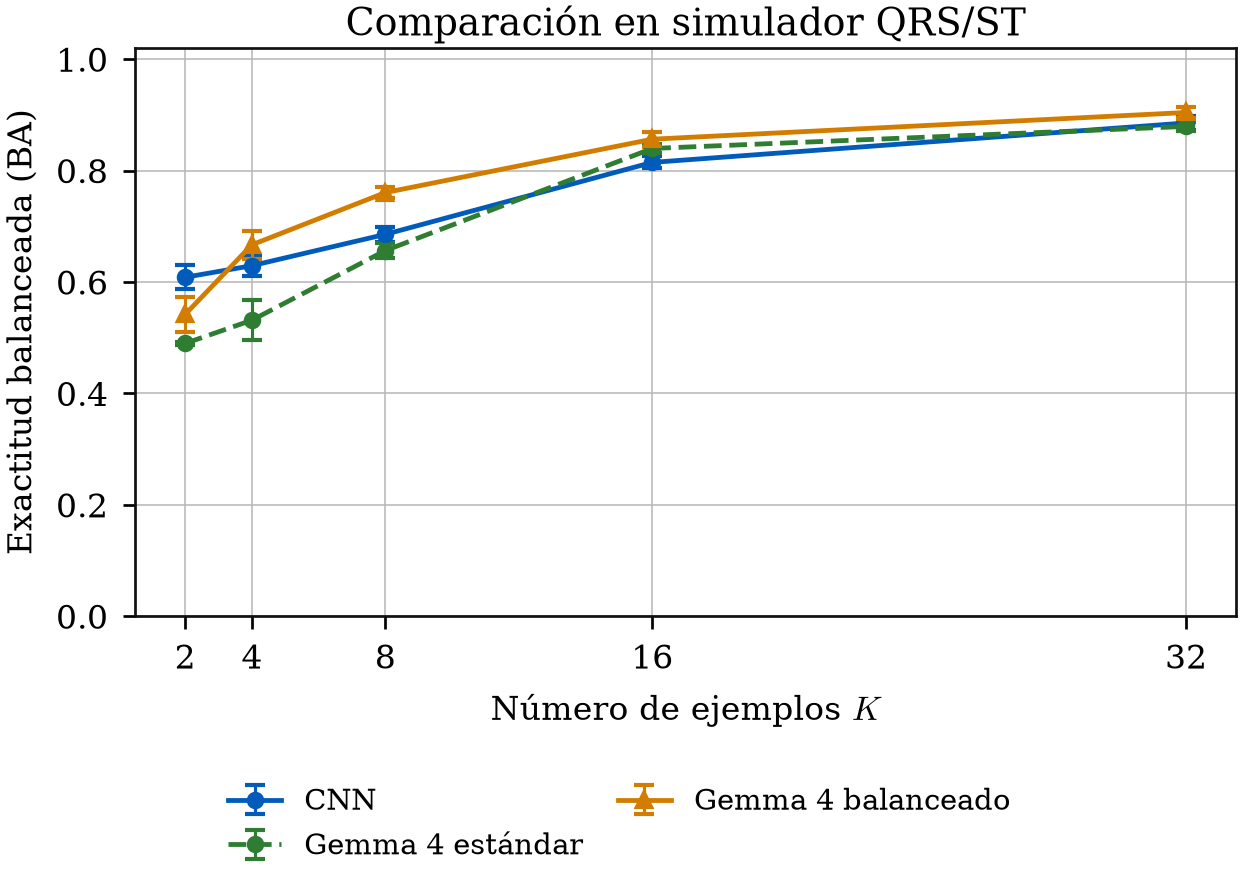 Comparación en simulador QRS/ST
Exactitud balanceada (BA)
1.0
0.8
0.6
0.4
0.2
0.0
2 4 8 16 32
Número de ejemplos K
CNN
Gemma 4 estándar
Gemma 4 balanceado